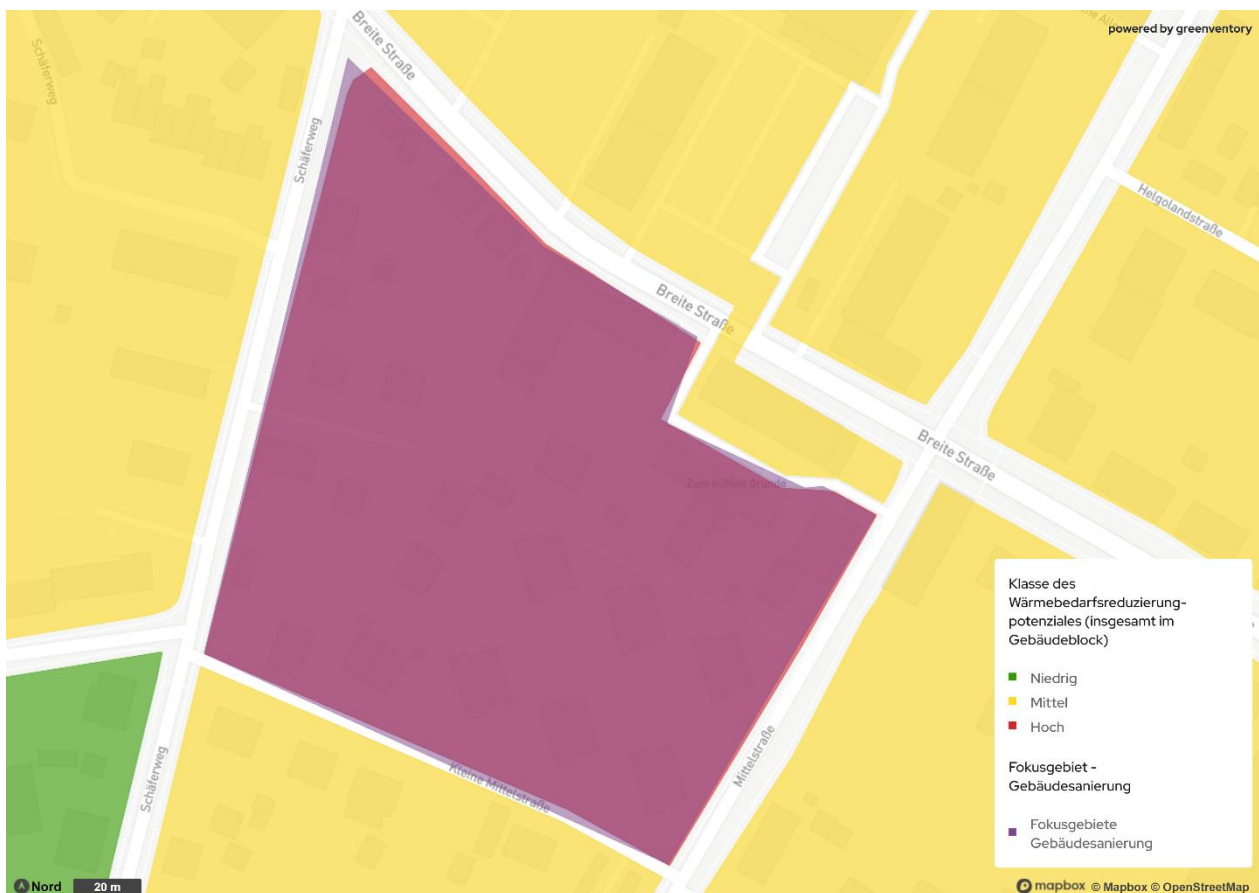 powered by greenventory
Breite Straße
Schäferweg
Schäferweg
Helgolandstraße
Breite Straße
Breite Straße
Zum Kühlen Grunde
Klasse des
Wärmebedarfsreduzierung-
potenziales (insgesamt im
Gebäudeblock)
Niedrig
Mittel
Hoch
Fokusgebiet -
Gebäudesanierung
Fokusgebiete
Gebäudesanierung
Mittelstraße
Kleine Mittelstraße
Schäferweg
Nord
20 m
mapbox © Mapbox © OpenStreetMap